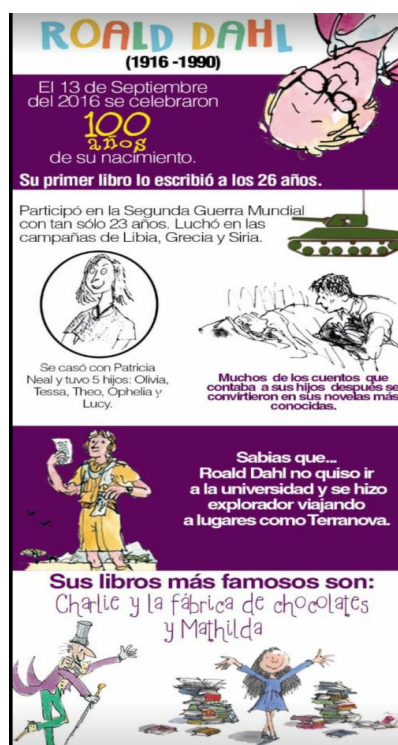 ROALD DAHL
(1916 -1990)
El 13 de Septiembre
del 2016 se celebraron
100
años
de su nacimiento.
Su primer libro lo escribió a los 26 años.
Participó en la Segunda Guerra Mundial
con tan sólo 23 años. Luchó en las
campañas de Libia, Grecia y Siria.
Se casó con Patricia
Neal y tuvo 5 hijos: Olivia,
Tessa, Theo, Ophelia y
Lucy.
Muchos de los cuentos que
contaba a sus hijos después se
convirtieron en sus novelas más
conocidas.
Sabias que...
Roald Dahl no quiso ir
a la universidad y se hizo
explorador viajando
a lugares como Terranova.
Sus libros más famosos son:
Charlie y la fábrica de chocolates
y Mathilda